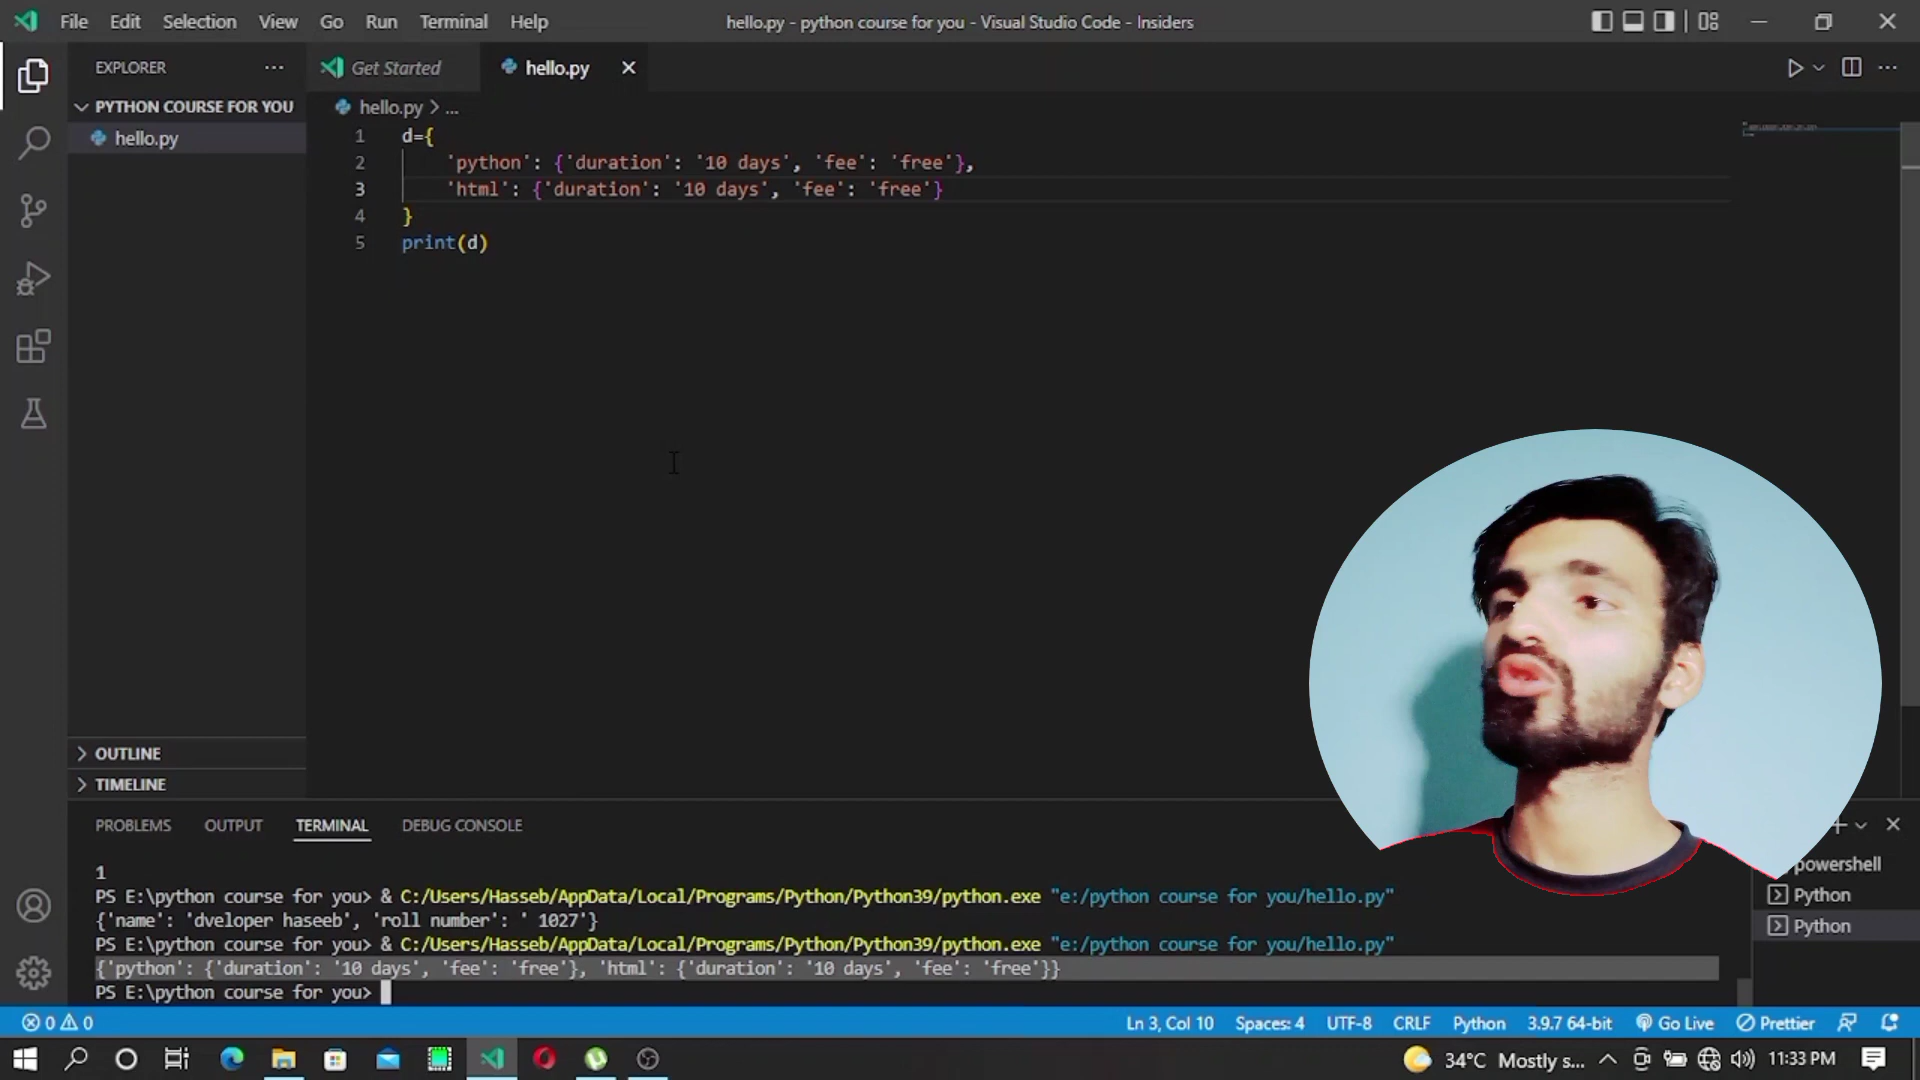 File Edit Selection View Go Run Terminal Help
hello.py - python course for you - Visual Studio Code - Insiders
EXPLORER
Get Started
hello.py
PYTHON COURSE FOR YOU
hello.py
hello.py > ...
1 d={
2 'python': {'duration': '10 days', 'fee': 'free'},
3 'html': {'duration': '10 days', 'fee': 'free'}
4 }
5 print(d)
OUTLINE
TIMELINE
PROBLEMS OUTPUT TERMINAL DEBUG CONSOLE
1
PS E:\python course for you> & C:/Users/Hasseb/AppData/Local/Programs/Python/Python39/python.exe "e:/python course for you/hello.py"
{'name': 'dveloper haseeb', 'roll number': ' 1027'}
PS E:\python course for you> & C:/Users/Hasseb/AppData/Local/Programs/Python/Python39/python.exe "e:/python course for you/hello.py"
{'python': {'duration': '10 days', 'fee': 'free'}, 'html': {'duration': '10 days', 'fee': 'free'}}
PS E:\python course for you>
powershell
Python
Python
0 0
Ln 3, Col 10 Spaces: 4 UTF-8 CRLF Python 3.9.7 64-bit Go Live Prettier
34°C Mostly s... 11:33 PM